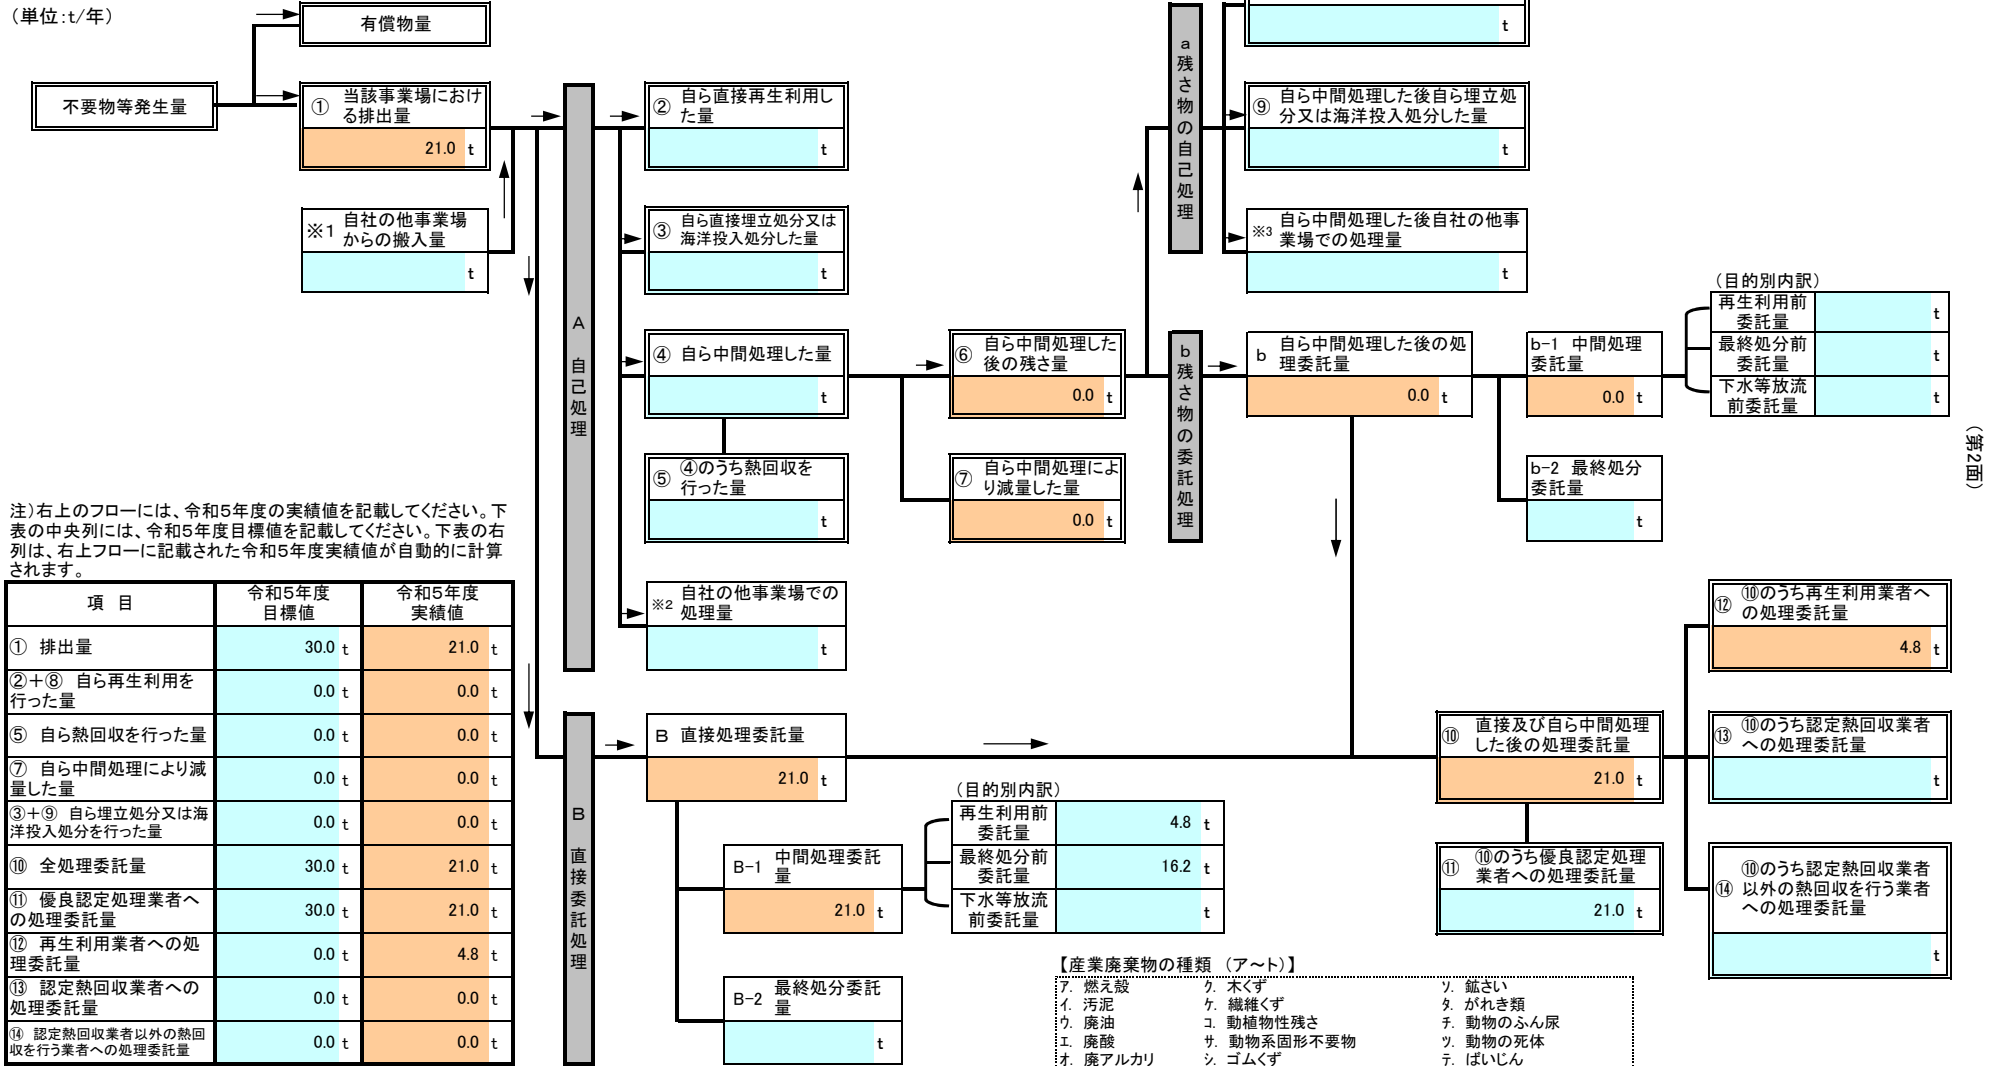 (単位:t/年)
有償物量
不要物等発生量
① 当該事業場におけ
る排出量
21.0 t
※1 自社の他事業場
からの搬入量
t
A 自己処理
② 自ら直接再生利用し
た量
t
③ 自ら直接埋立処分又は
海洋投入処分した量
t
④ 自ら中間処理した量
t
⑤ ④のうち熱回収を
行った量
t
※2 自社の他事業場での
処理量
t
⑥ 自ら中間処理した
後の残さ量
0.0 t
⑦ 自ら中間処理によ
り減量した量
0.0 t
a 残さ物の自己処理
t
⑨ 自ら中間処理した後自ら埋立処
分又は海洋投入処分した量
t
※3 自ら中間処理した後自社の他事
業場での処理量
t
b 残さ物の委託処理
b 自ら中間処理した後の処
理委託量
0.0 t
b-1 中間処理
委託量
0.0 t
b-2 最終処分
委託量
t
(目的別内訳)
再生利用前
委託量
t
最終処分前
委託量
t
下水等放流
前委託量
t
(第2面)
注)右上のフローには、令和5年度の実績値を記載してください。下
表の中央列には、令和5年度目標値を記載してください。下表の右
列は、右上フローに記載された令和5年度実績値が自動的に計算
されます。
項 目 令和5年度
目標値 令和5年度
実績値
① 排出量 30.0 t 21.0 t
②+⑧ 自ら再生利用を
行った量 0.0 t 0.0 t
⑤ 自ら熱回収を行った量 0.0 t 0.0 t
⑦ 自ら中間処理により減
量した量 0.0 t 0.0 t
③+⑨ 自ら埋立処分又は海
洋投入処分を行った量 0.0 t 0.0 t
⑩ 全処理委託量 30.0 t 21.0 t
⑪ 優良認定処理業者へ
の処理委託量 30.0 t 21.0 t
⑫ 再生利用業者への処
理委託量 0.0 t 4.8 t
⑬ 認定熱回収業者への
処理委託量 0.0 t 0.0 t
⑭ 認定熱回収業者以外の熱回
収を行う業者への処理委託量 0.0 t 0.0 t
B 直接委託処理
B 直接処理委託量
21.0 t
B-1 中間処理委託
量
21.0 t
B-2 最終処分委託
量
t
(目的別内訳)
再生利用前
委託量
4.8 t
最終処分前
委託量
16.2 t
下水等放流
前委託量
t
⑩ 直接及び自ら中間処理
した後の処理委託量
21.0 t
⑪ ⑩のうち優良認定処理
業者への処理委託量
21.0 t
⑫ ⑩のうち再生利用業者へ
の処理委託量
4.8 t
⑬ ⑩のうち認定熱回収業者
への処理委託量
t
⑭ ⑩のうち認定熱回収業者
以外の熱回収を行う業者
への処理委託量
t
【産業廃棄物の種類 (ア~ト)】
ア. 燃え殻 ク. 木くず ソ. 鉱さい
イ. 汚泥 ケ. 繊維くず タ. がれき類
ウ. 廃油 コ. 動植物性残さ チ. 動物のふん尿
エ. 廃酸 サ. 動物系固形不要物 ツ. 動物の死体
オ. 廃アルカリ シ. ゴムくず テ. ばいじん